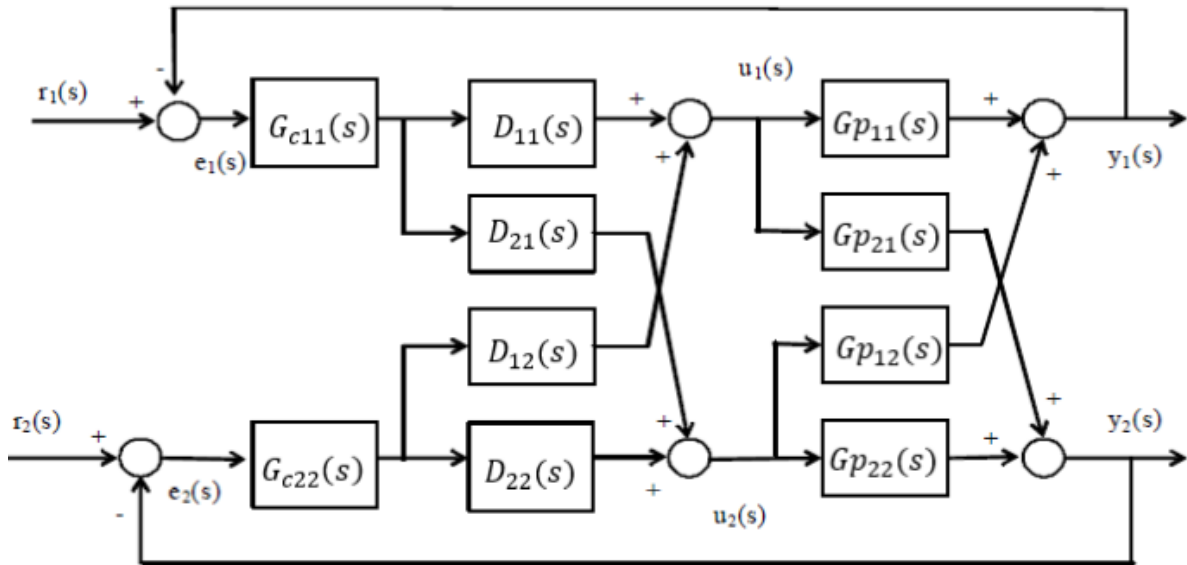 -
r₁(s)
+
e₁(s)
G_c11(s)
D₁₁(s)
+
+
u₁(s)
Gp₁₁(s)
+
+
y₁(s)
D₂₁(s)
Gp₂₁(s)
D₁₂(s)
Gp₁₂(s)
r₂(s)
+
-
e₂(s)
G_c22(s)
D₂₂(s)
+
+
u₂(s)
Gp₂₂(s)
+
+
y₂(s)